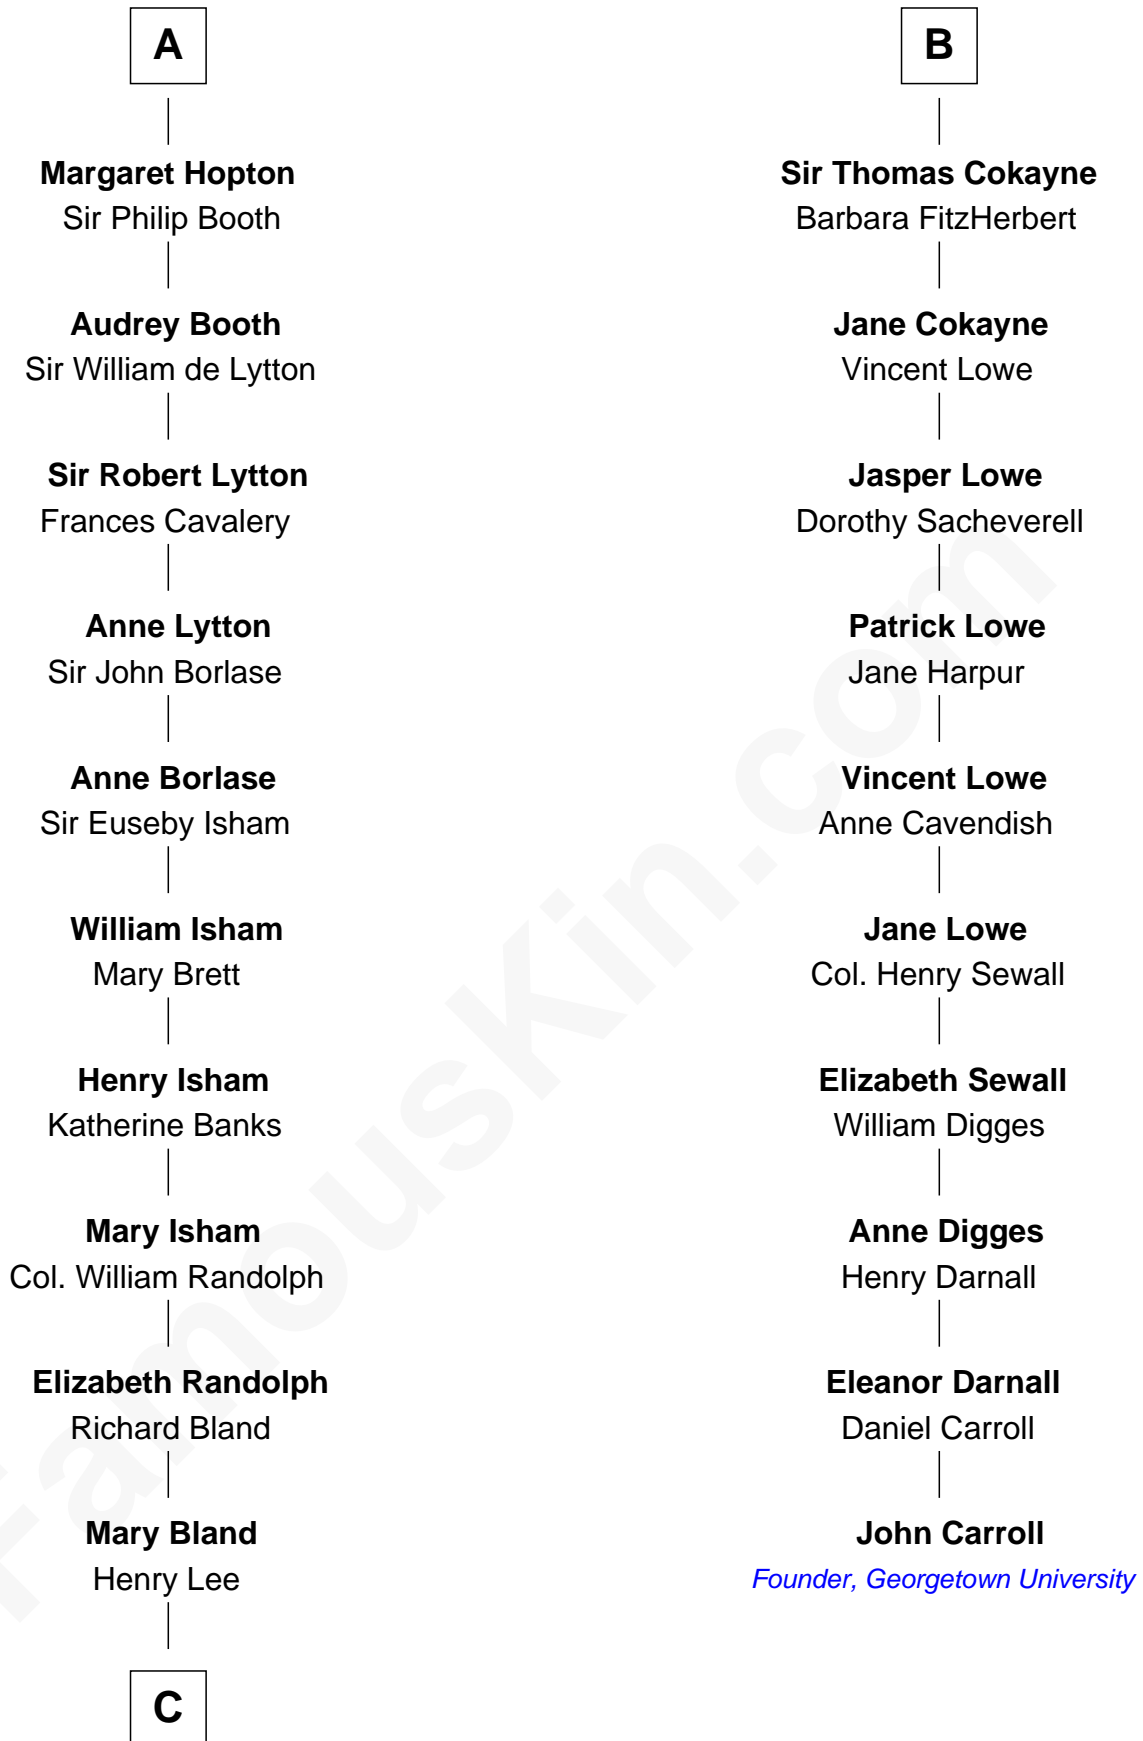 A
Margaret Hopton
Sir Philip Booth
Audrey Booth
Sir William de Lytton
Sir Robert Lytton
Frances Cavalery
Anne Lytton
Sir John Borlase
Anne Borlase
Sir Euseby Isham
William Isham
Mary Brett
Henry Isham
Katherine Banks
Mary Isham
Col. William Randolph
Elizabeth Randolph
Richard Bland
Mary Bland
Henry Lee
C
B
Sir Thomas Cokayne
Barbara FitzHerbert
Jane Cokayne
Vincent Lowe
Jasper Lowe
Dorothy Sacheverell
Patrick Lowe
Jane Harpur
Vincent Lowe
Anne Cavendish
Jane Lowe
Col. Henry Sewall
Elizabeth Sewall
William Digges
Anne Digges
Henry Darnall
Eleanor Darnall
Daniel Carroll
John Carroll
Founder, Georgetown University
FamousKin.com